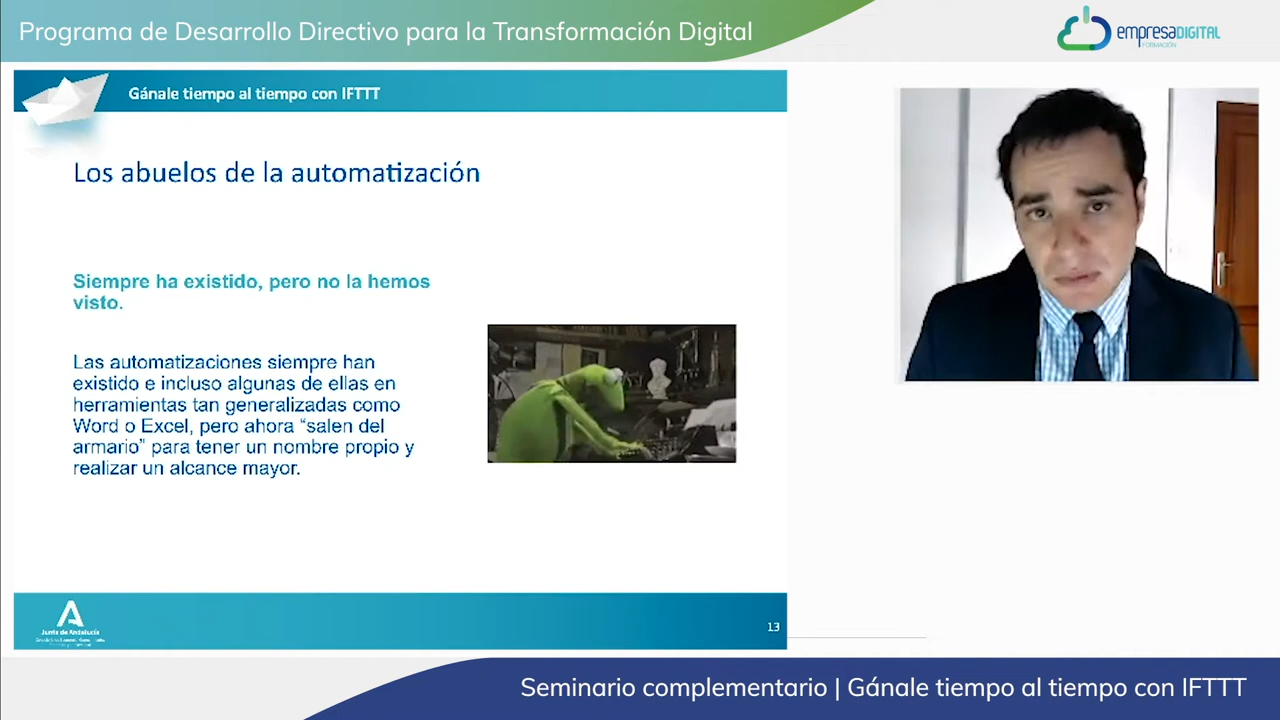 Programa de Desarrollo Directivo para la Transformación Digital
empresaDIGITAL
FORMACIÓN
Gánale tiempo al tiempo con IFTTT
Los abuelos de la automatización
Siempre ha existido, pero no la hemos
visto.
Las automatizaciones siempre han
existido e incluso algunas de ellas en
herramientas tan generalizadas como
Word o Excel, pero ahora “salen del
armario” para tener un nombre propio y
realizar un alcance mayor.
Junta de Andalucía
13
Seminario complementario | Gánale tiempo al tiempo con IFTTT